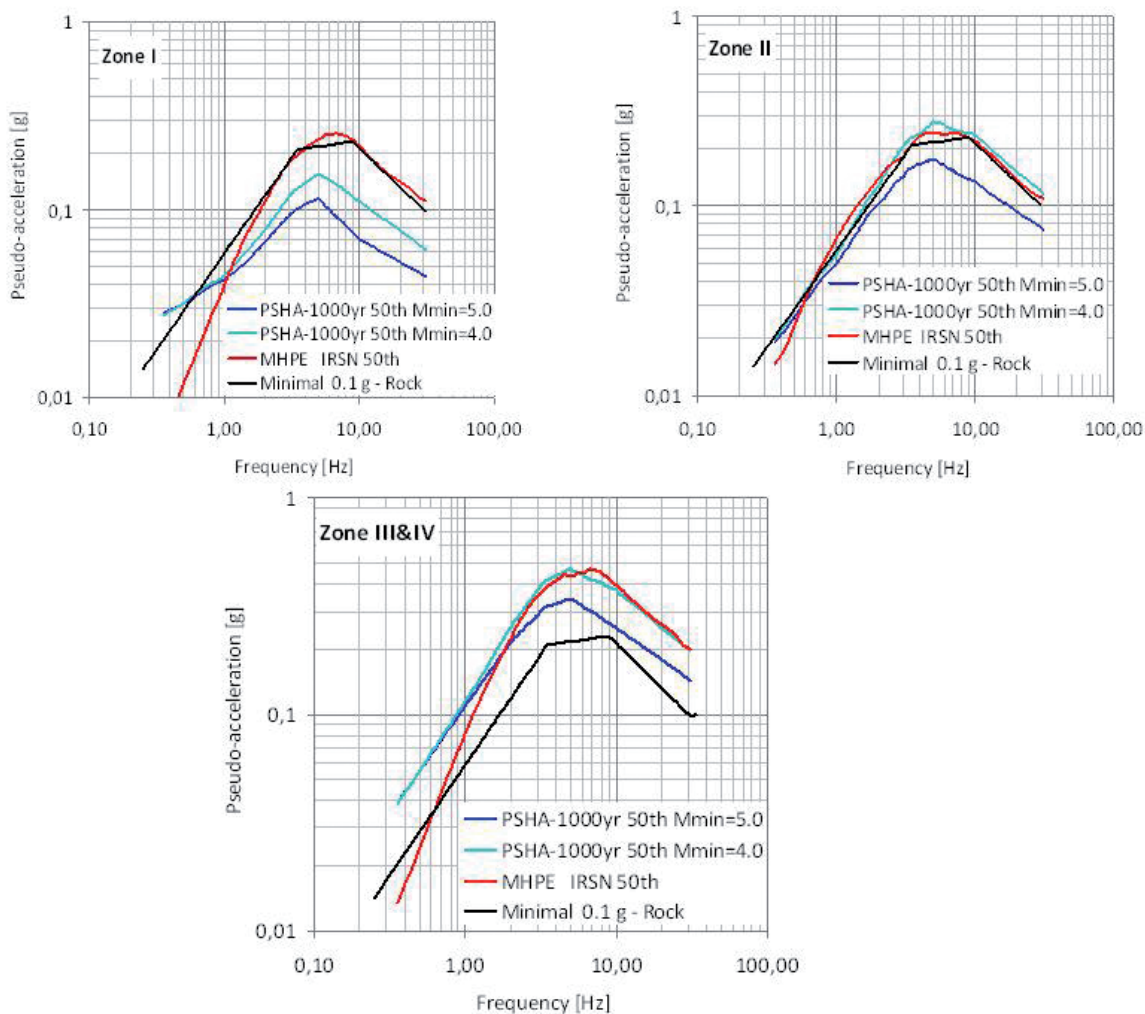 Zone I
Pseudo-acceleration [g]
1
0,1
0,01
PSHA-1000yr 50th Mmin=5.0
PSHA-1000yr 50th Mmin=4.0
MHPE IRSN 50th
Minimal 0.1 g - Rock
0,10 1,00 10,00 100,00
Frequency [Hz]
Zone II
Pseudo-acceleration [g]
1
0,1
0,01
PSHA-1000yr 50th Mmin=5.0
PSHA-1000yr 50th Mmin=4.0
MHPE IRSN 50th
Minimal 0.1 g - Rock
0,10 1,00 10,00 100,00
Frequency [Hz]
Zone III&IV
Pseudo-acceleration [g]
1
0,1
0,01
PSHA-1000yr 50th Mmin=5.0
PSHA-1000yr 50th Mmin=4.0
MHPE IRSN 50th
Minimal 0.1 g - Rock
0,10 1,00 10,00 100,00
Frequency [Hz]